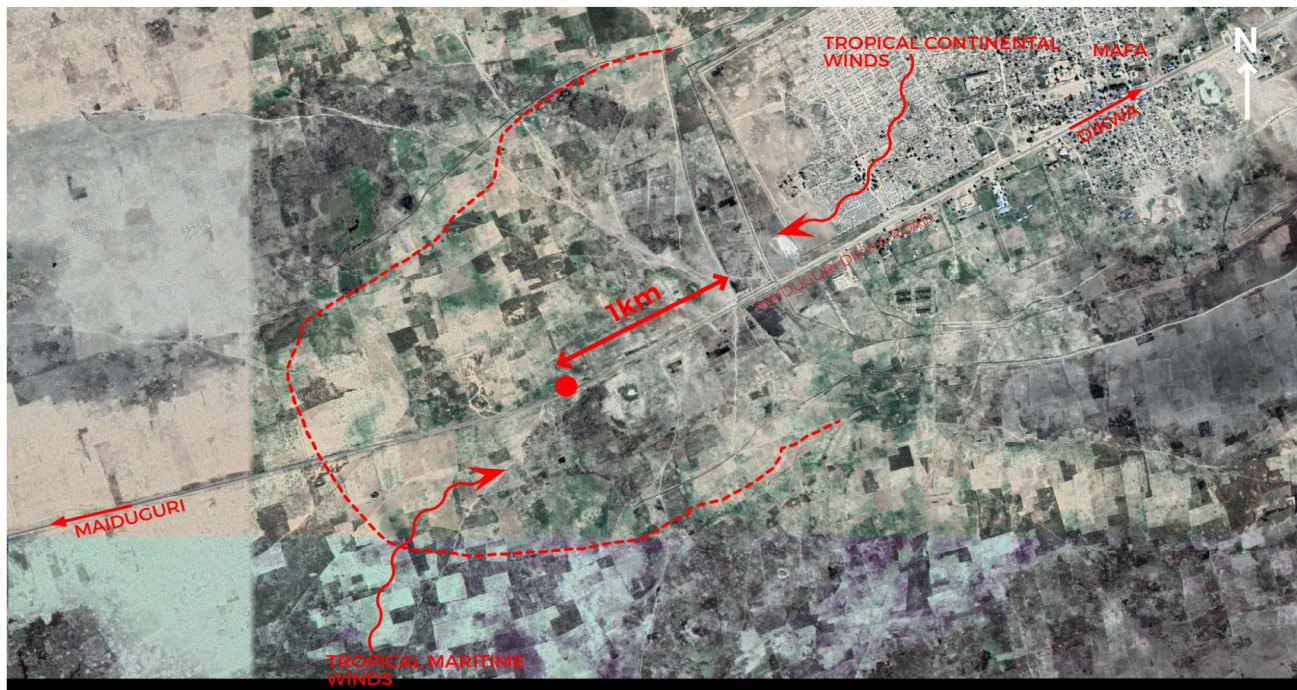 TROPICAL CONTINENTAL
WINDS
MAFA
N
DIKWA
MAIDUGURI DIKWA ROAD
1km
MAIDUGURI
TROPICAL MARITIME
WINDS